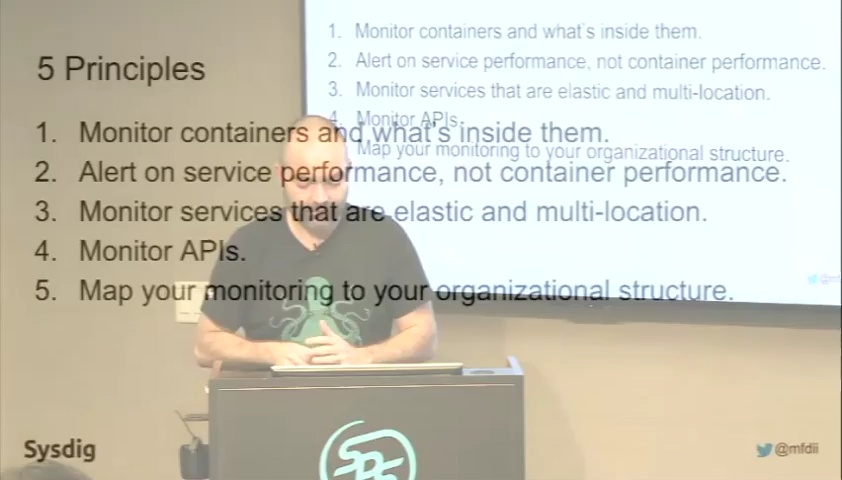 5 Principles
1. Monitor containers and what's inside them.
2. Alert on service performance, not container performance.
3. Monitor services that are elastic and multi-location.
4. Monitor APIs.
5. Map your monitoring to your organizational structure.
1. Monitor containers and what's inside them.
2. Alert on service performance, not container performance.
3. Monitor services that are elastic and multi-location.
4. Monitor APIs.
Map your monitoring to your organizational structure.
Sysdig
@mfdii